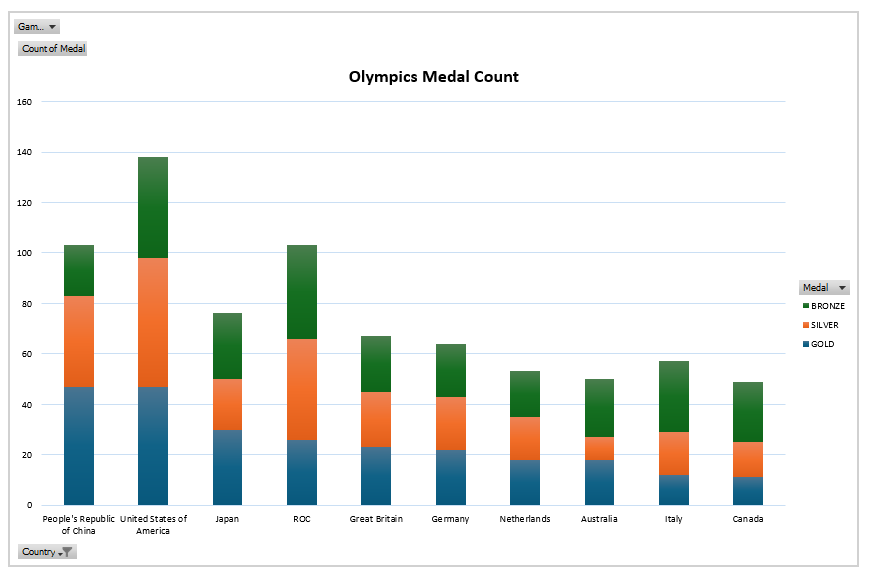 Gam...
Count of Medal
Olympics Medal Count
160
140
120
100
80
60
40
20
0
People's Republic of China
United States of America
Japan
ROC
Great Britain
Germany
Netherlands
Australia
Italy
Canada
Medal
BRONZE
SILVER
GOLD
Country